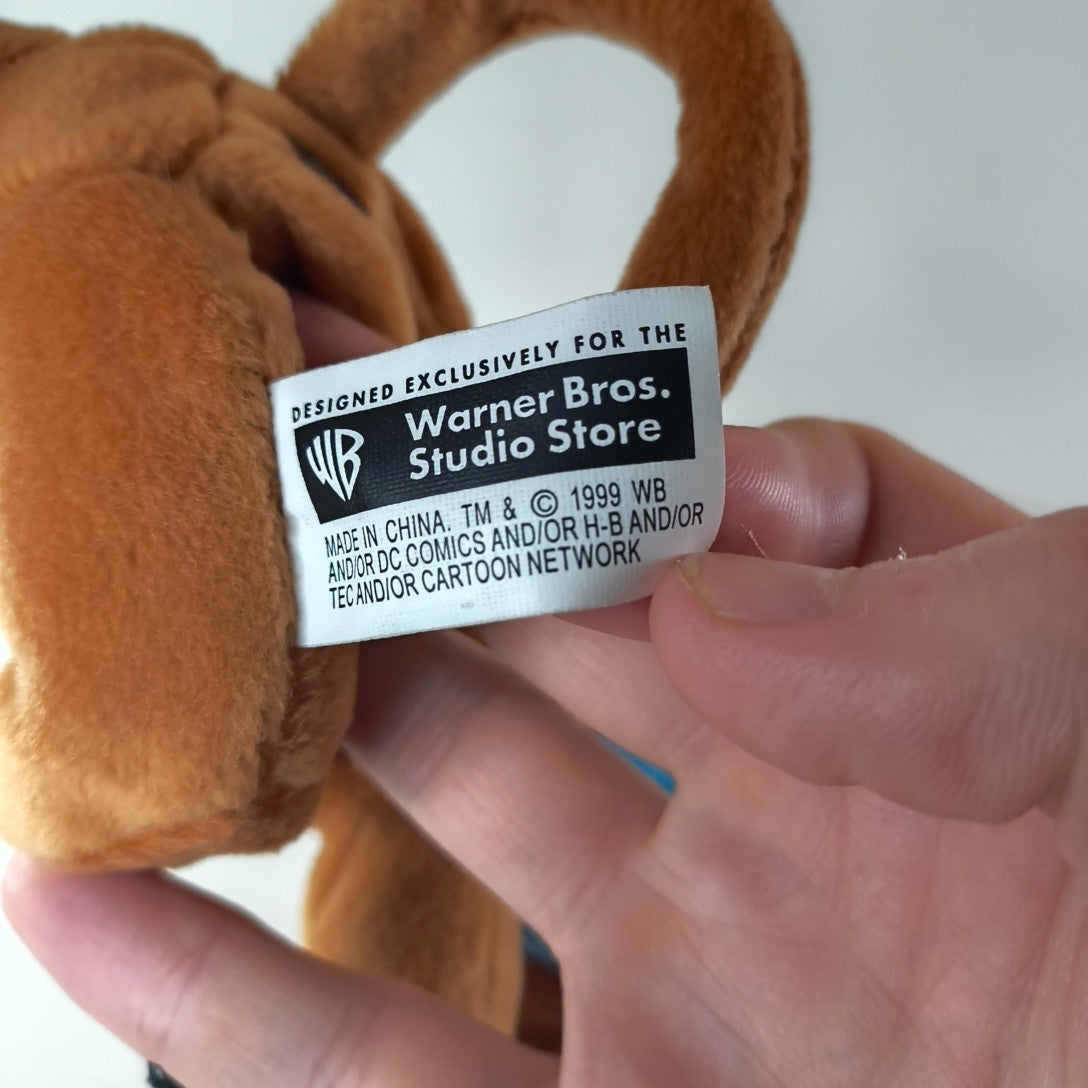 DESIGNED EXCLUSIVELY FOR THE
WB
Warner Bros.
Studio Store
MADE IN CHINA. TM & © 1999 WB
AND/OR DC COMICS AND/OR H-B AND/OR
TEC AND/OR CARTOON NETWORK